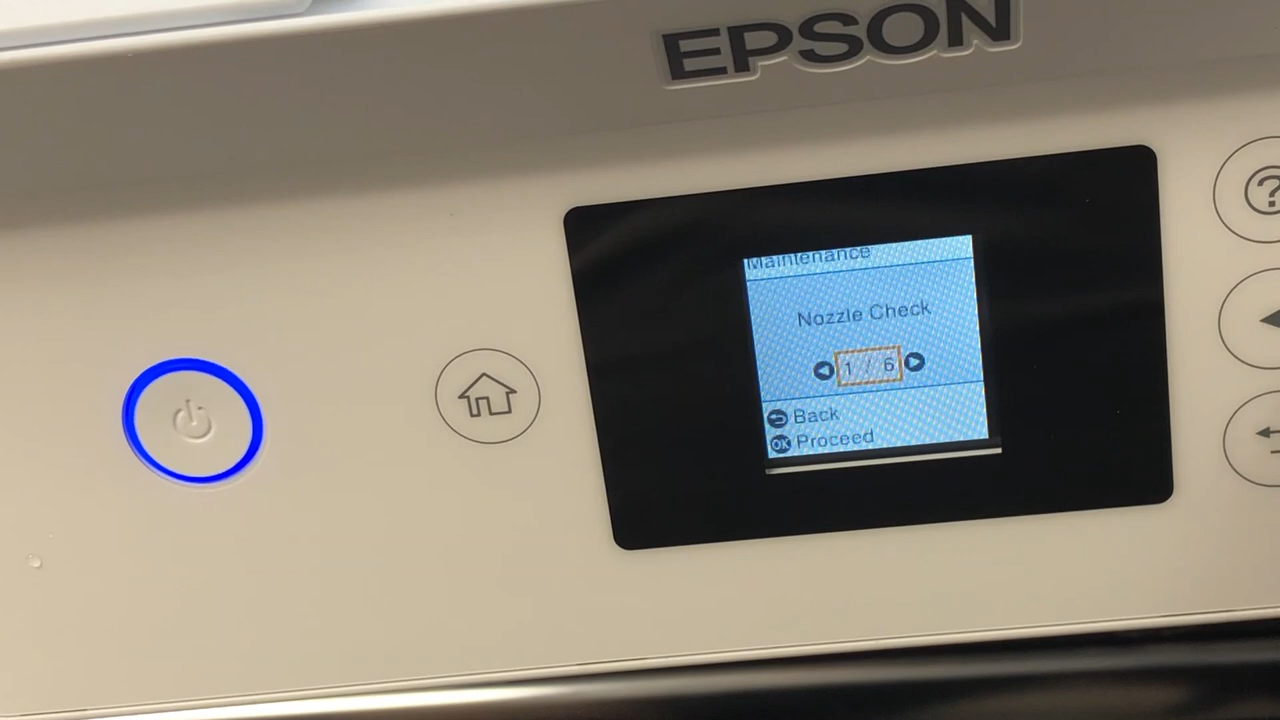 EPSON
Maintenance
Nozzle Check
1 / 6
Back
OK Proceed
?